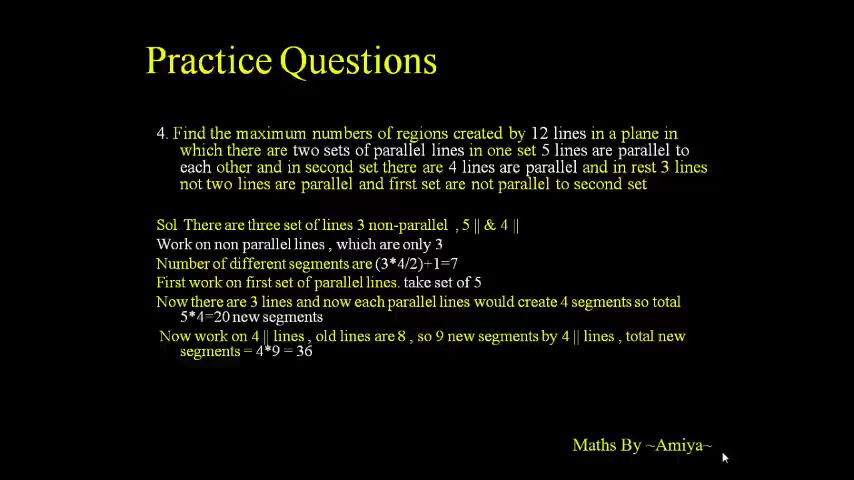 Practice Questions
4. Find the maximum numbers of regions created by 12 lines in a plane in
which there are two sets of parallel lines in one set 5 lines are parallel to
each other and in second set there are 4 lines are parallel and in rest 3 lines
not two lines are parallel and first set are not parallel to second set
Sol There are three set of lines 3 non-parallel , 5 || & 4 ||
Work on non parallel lines , which are only 3
Number of different segments are (3*4/2)+1=7
First work on first set of parallel lines. take set of 5
Now there are 3 lines and now each parallel lines would create 4 segments so total
5*4=20 new segments
Now work on 4 || lines , old lines are 8 , so 9 new segments by 4 || lines , total new
segments = 4*9 = 36
Maths By ~Amiya~